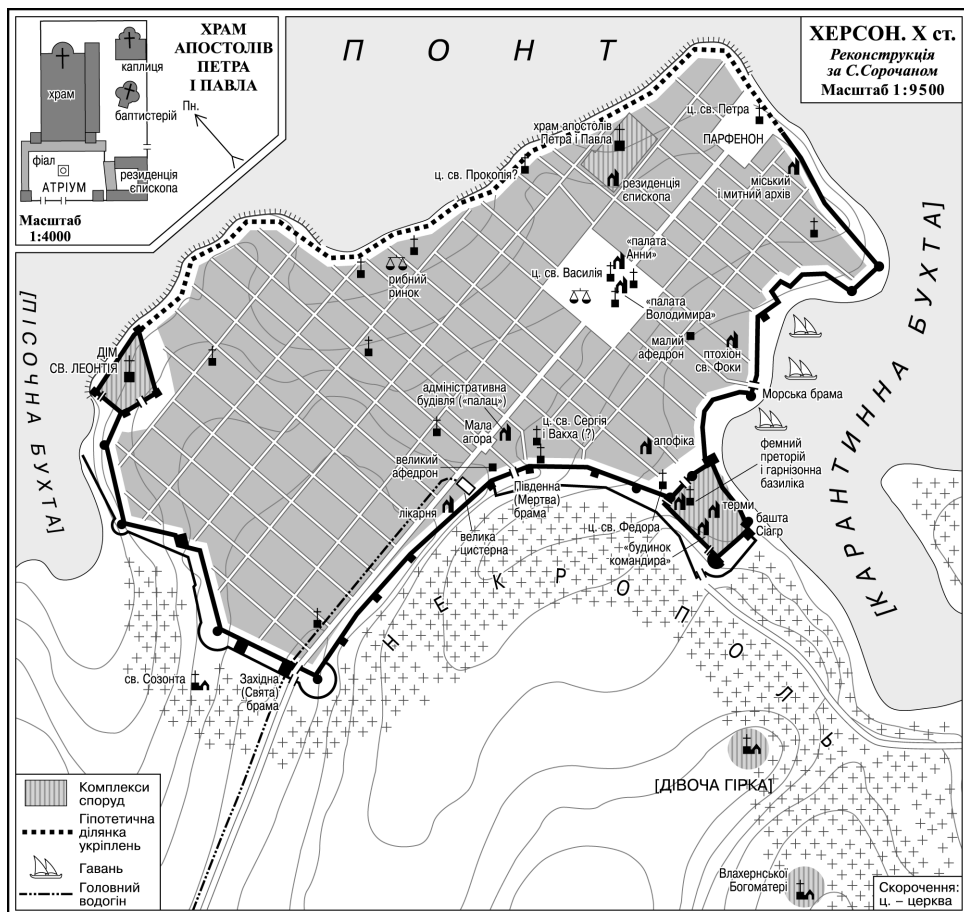 ХРАМ
АПОСТОЛІВ
ПЕТРА
І ПАВЛА
каплиця
храм
баптистерій
Пн.
фіал
АТРІУМ
резиденція
єпископа
Масштаб
1:4000
ПОНТ
ХЕРСОН. X ст.
Реконструкція
за С.Сорочаном
Масштаб 1:9500
ц. св. Петра
ПАРФЕНОН
храм апостолів
Петра і Павла
ц. св. Прокопія?
резиденція
єпископа
міський
і митний архів
«палата
Анни»
ц. св. Василія
рибний
ринок
«палата
Володимира»
малий
афедрон
птохіон
св. Фоки
[ПІСОЧНА БУХТА]
ДІМ
СВ. ЛЕОНТІЯ
[КАРАНТИННА БУХТА]
Морська брама
адміністративна
будівля («палац»)
Мала
агора
ц. св. Сергія
і Вакха (?)
апофіка
фемний
преторій
і гарнізонна
базиліка
великий
афедрон
Південна
(Мертва)
брама
лікарня
велика
цистерна
терми
башта
Сіагр
ц. св. Федора
«будинок
командира»
НЕКРОПОЛЬ
св. Созонта
Західна
(Свята)
брама
[ДІВОЧА ГІРКА]
Влахернської
Богоматері
Комплекси
споруд
Гіпотетична
ділянка
укріплень
Гавань
Головний
водогін
Скорочення:
ц. – церква